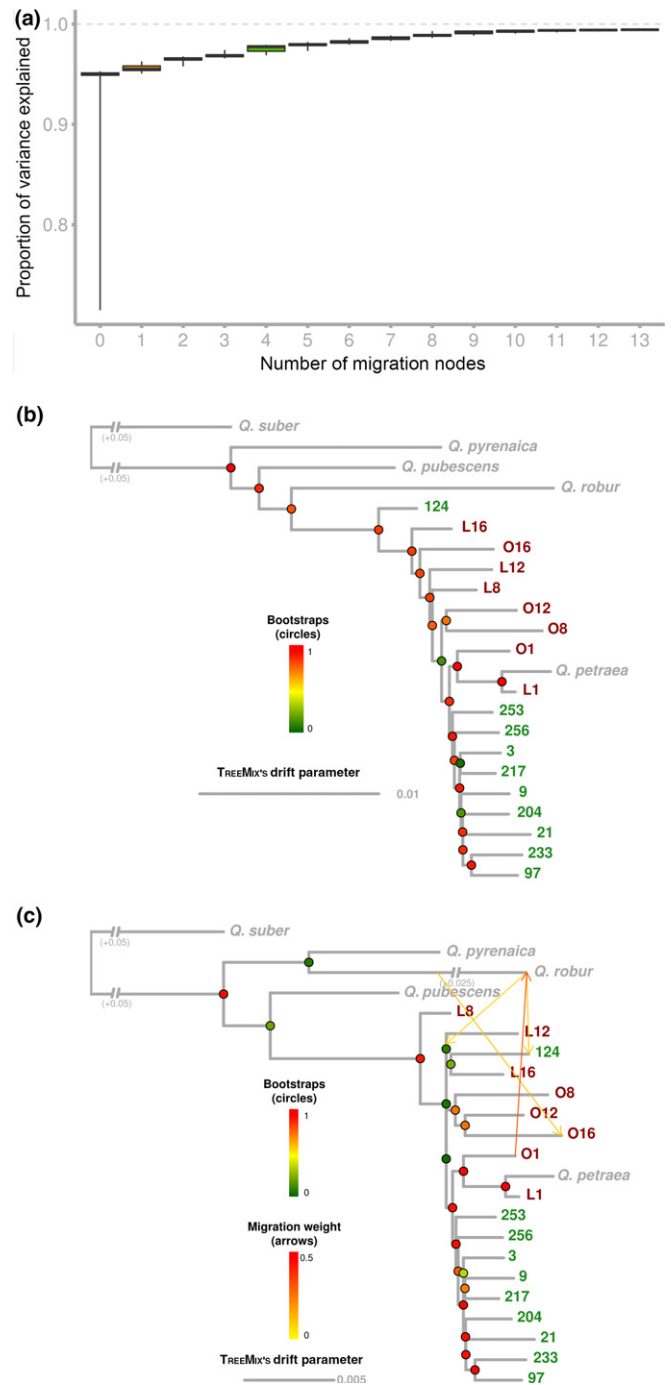 (a)
Proportion of variance explained
1.0
0.9
0.8
0 1 2 3 4 5 6 7 8 9 10 11 12 13
Number of migration nodes
(b)
Q. suber
(+0.05)
Q. pyrenaica
Q. pubescens
(+0.05)
Q. robur
124
L16
O16
L12
L8
O12
O8
O1
Q. petraea
L1
253
256
3
217
9
204
21
233
97
Bootstraps
(circles)
1
0
TREEMIX'S drift parameter
0.01
(c)
Q. suber
(+0.05)
Q. pyrenaica
Q. robur
(+0.025)
Q. pubescens
(+0.05)
L8
L12
124
L16
O8
O12
O16
O1
Q. petraea
L1
253
256
3
9
217
204
21
233
97
Bootstraps
(circles)
1
0
Migration weight
(arrows)
0.5
0
TREEMIX'S drift parameter
0.005